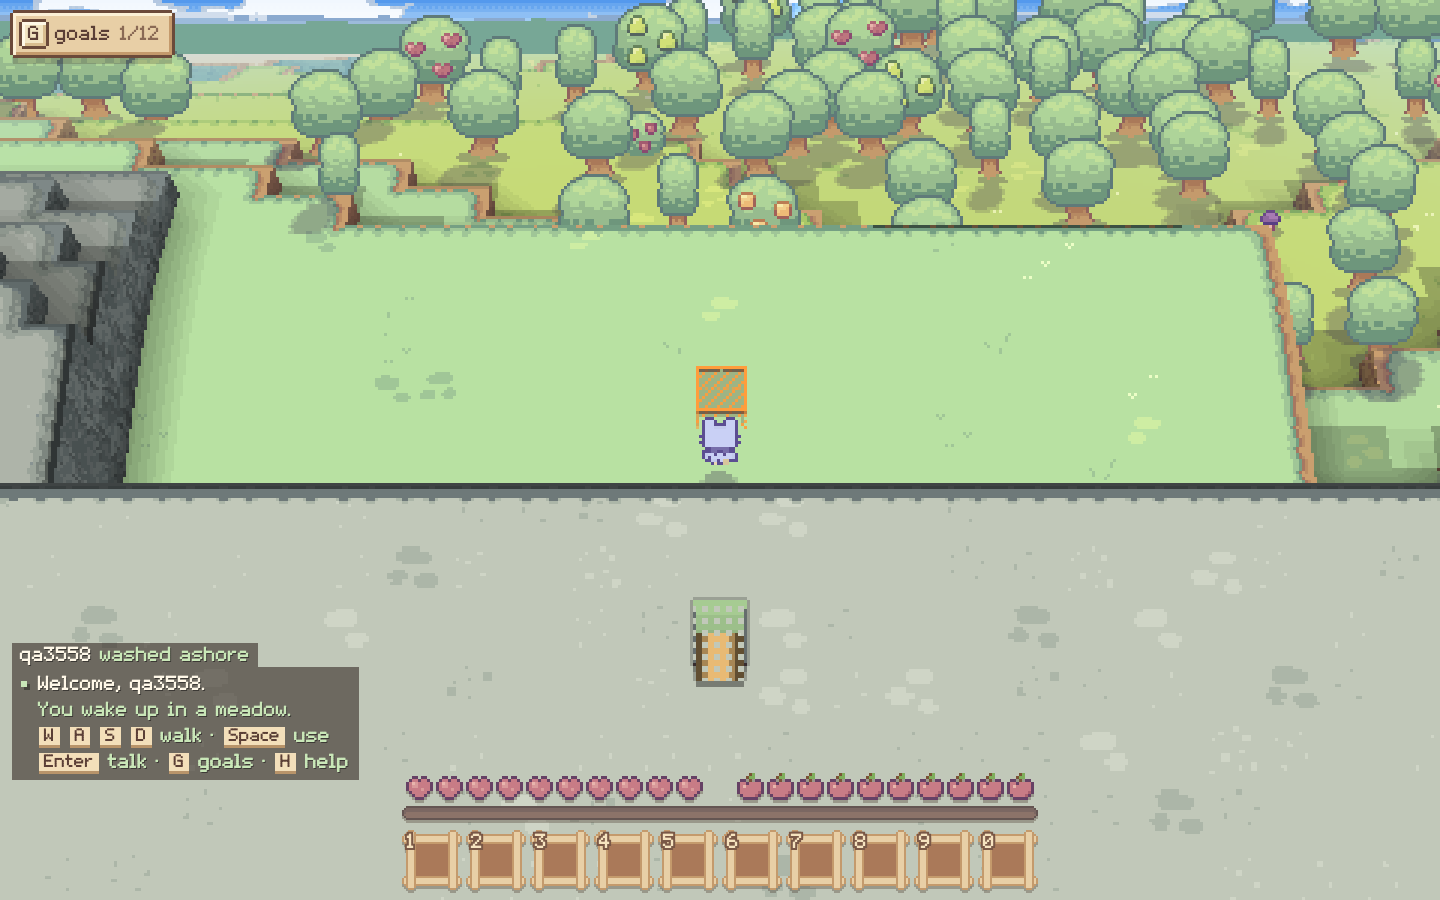 G goals 1/12
qa3558 washed ashore
Welcome, qa3558.
You wake up in a meadow.
W A S D walk · Space use
Enter talk · G goals · H help
1 2 3 4 5 6 7 8 9 0